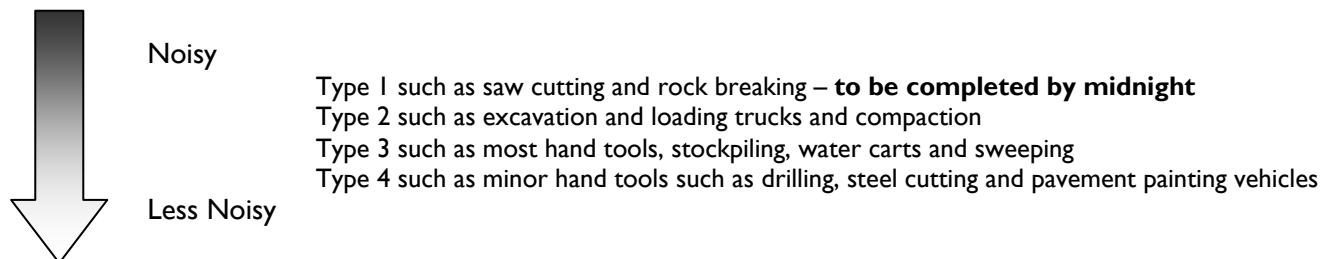 Noisy
Type 1 such as saw cutting and rock breaking – to be completed by midnight
Type 2 such as excavation and loading trucks and compaction
Type 3 such as most hand tools, stockpiling, water carts and sweeping
Type 4 such as minor hand tools such as drilling, steel cutting and pavement painting vehicles
Less Noisy